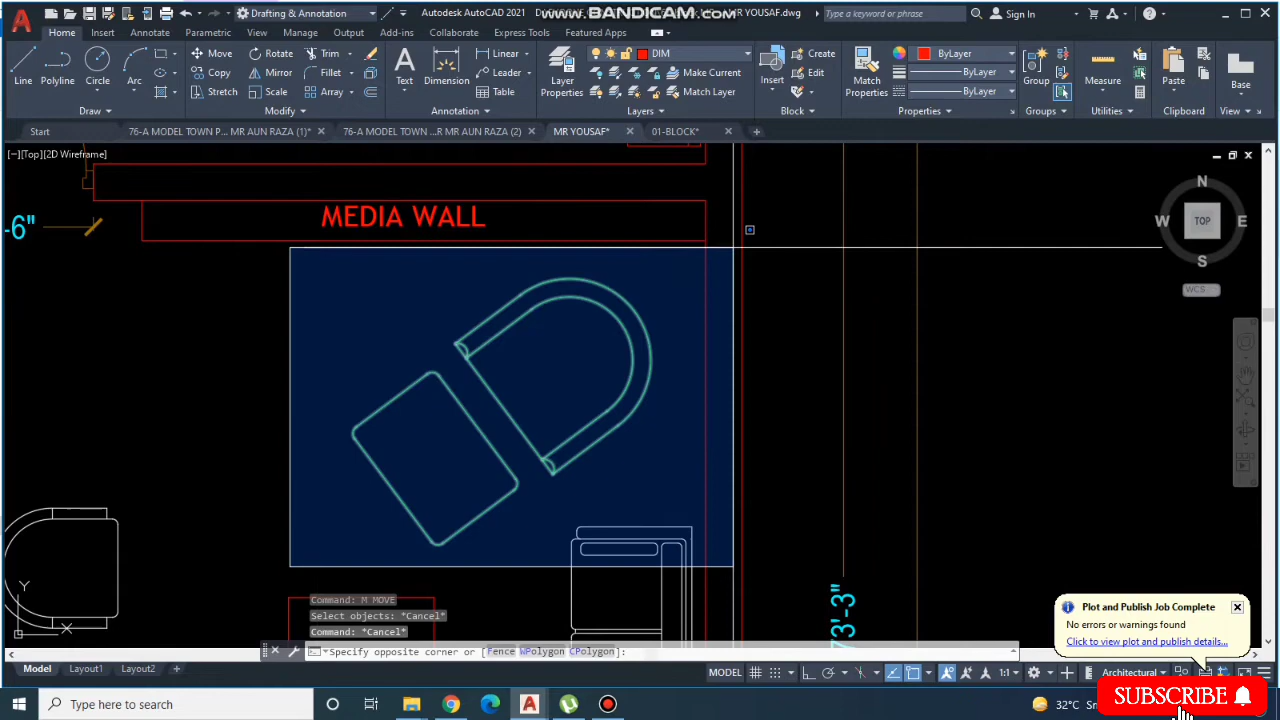 Drafting & Annotation
Autodesk AutoCAD 2021
www.BANDICAM.com
MR YOUSAF.dwg
Type a keyword or phrase
Sign In
Home Insert Annotate Parametric View Manage Output Add-ins Collaborate Express Tools Featured Apps
Line Polyline Circle Arc
Move Rotate Trim
Copy Mirror Fillet
Stretch Scale Array
Text Dimension
Linear
Leader
Table
Layer Properties
DIM
Make Current
Match Layer
Insert
Create
Edit
Match Properties
ByLayer
ByLayer
ByLayer
Group Measure Paste Base
Draw Modify Annotation Layers Block Properties Groups Utilities Clipboard View
Start
76-A MODEL TOWN P... MR AUN RAZA (1)*
76-A MODEL TOWN ...R MR AUN RAZA (2)
MR YOUSAF*
01-BLOCK*
[−][Top][2D Wireframe]
N
W TOP E
S
WCS
-6"
MEDIA WALL
73'-3"
Y
X
Command: M MOVE
Select objects: *Cancel*
Command: *Cancel*
Specify opposite corner or [Fence WPolygon CPolygon]:
Plot and Publish Job Complete
No errors or warnings found
Click to view plot and publish details...
Model Layout1 Layout2
MODEL
1:1
Architectural
Type here to search
32°C
SUBSCRIBE